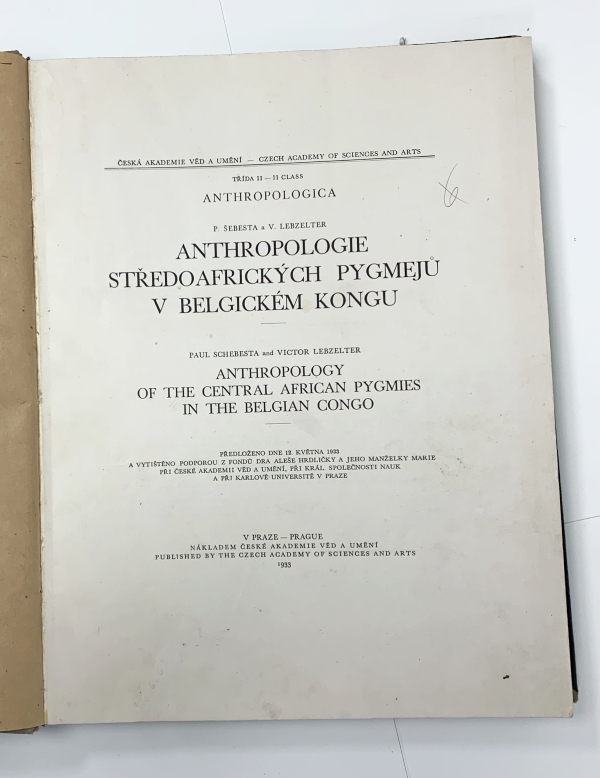 ČESKÁ AKADEMIE VĚD A UMĚNÍ — CZECH ACADEMY OF SCIENCES AND ARTS
TŘÍDA II — II CLASS
ANTHROPOLOGICA
6
P. ŠEBESTA a V. LEBZELTER
ANTHROPOLOGIE
STŘEDOAFRICKÝCH PYGMEJŮ
V BELGICKÉM KONGU
PAUL SCHEBESTA and VICTOR LEBZELTER
ANTHROPOLOGY
OF THE CENTRAL AFRICAN PYGMIES
IN THE BELGIAN CONGO
PŘEDLOŽENO DNE 12. KVĚTNA 1933
A VYTIŠTĚNO PODPOROU Z FONDŮ DRA ALEŠE HRDLIČKY A JEHO MANŽELKY MARIE
PŘI ČESKÉ AKADEMII VĚD A UMĚNÍ, PŘI KRÁL. SPOLEČNOSTI NAUK
A PŘI KARLOVĚ UNIVERSITĚ V PRAZE
V PRAZE — PRAGUE
NÁKLADEM ČESKÉ AKADEMIE VĚD A UMĚNÍ
PUBLISHED BY THE CZECH ACADEMY OF SCIENCES AND ARTS
1933